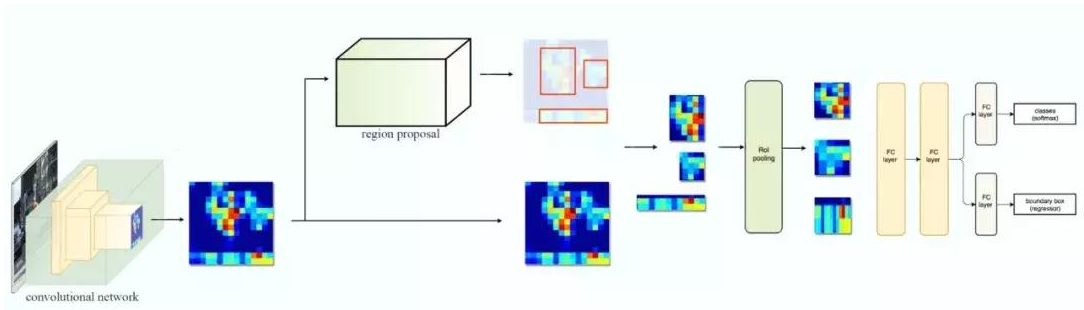 region proposal
convolutional network
RoI
pooling
FC
layer
FC
layer
FC
layer
classes
(softmax)
FC
layer
boundary box
(regressor)